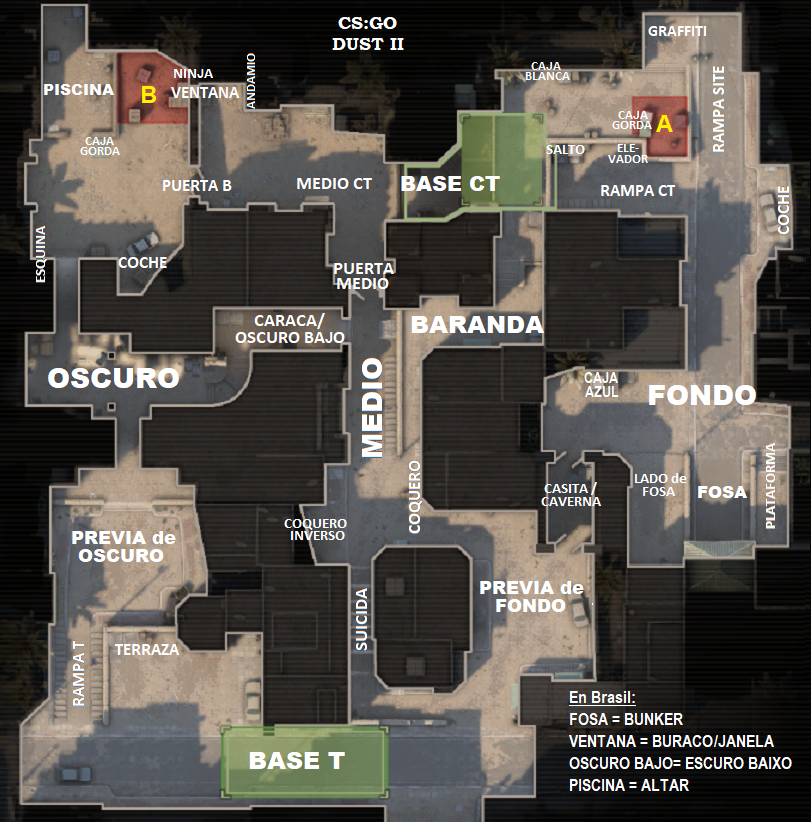 CS:GO
DUST II
GRAFFITI
PISCINA
B
NINJA
VENTANA
ANDAMIO
CAJA
BLANCA
CAJA
GORDA
A
RAMPA SITE
CAJA
GORDA
SALTO
ELE-
VADOR
PUERTA B
MEDIO CT
BASE CT
RAMPA CT
COCHE
ESQUINA
COCHE
PUERTA
MEDIO
CARACA/
OSCURO BAJO
BARANDA
OSCURO
MEDIO
CAJA
AZUL
FONDO
COQUERO
CASITA /
CAVERNA
LADO de
FOSA
FOSA
PLATAFORMA
COQUERO
INVERSO
PREVIA de
OSCURO
PREVIA de
FONDO
SUICIDA
RAMPA T
TERRAZA
BASE T
En Brasil:
FOSA = BUNKER
VENTANA = BURACO/JANELA
OSCURO BAJO= ESCURO BAIXO
PISCINA = ALTAR